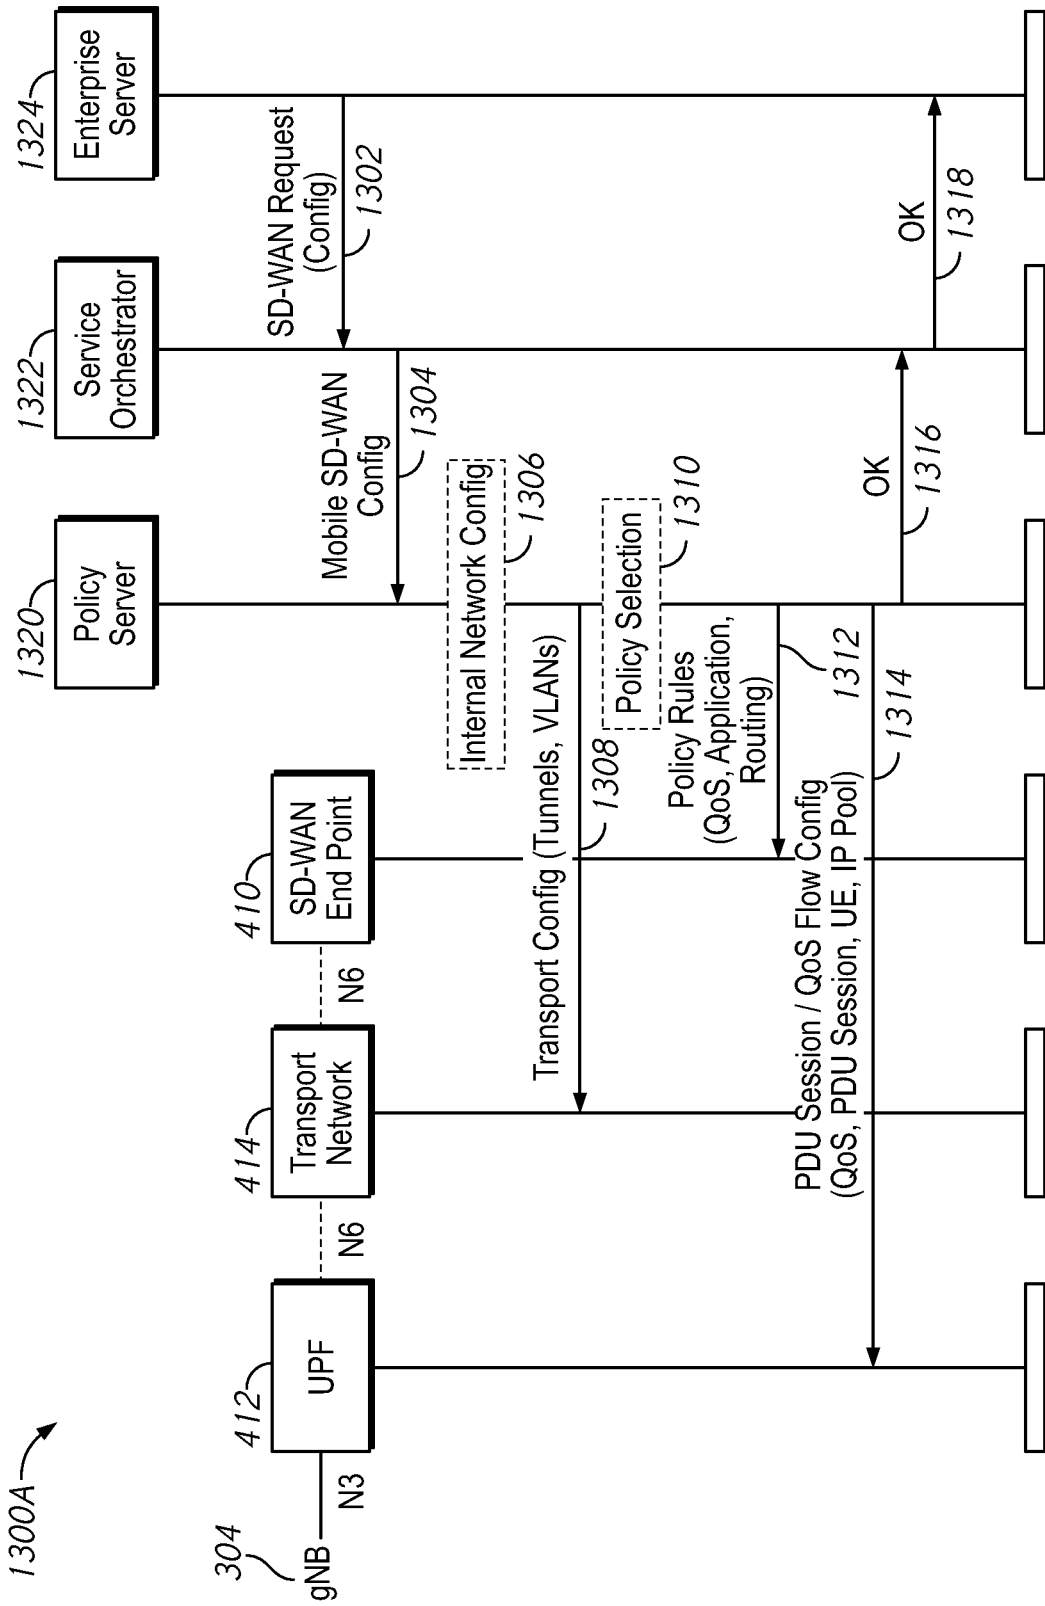 1300A
304
gNB
N3
412
UPF
N6
414
Transport
Network
N6
410
SD-WAN
End Point
1320
Policy
Server
1322
Service
Orchestrator
1324
Enterprise
Server
SD-WAN Request
(Config)
1302
Mobile SD-WAN
Config
1304
Internal Network Config
1306
Transport Config (Tunnels, VLANs)
1308
Policy Selection
1310
Policy Rules
(QoS, Application,
Routing)
1312
PDU Session / QoS Flow Config
(QoS, PDU Session, UE, IP Pool)
1314
OK
1316
OK
1318